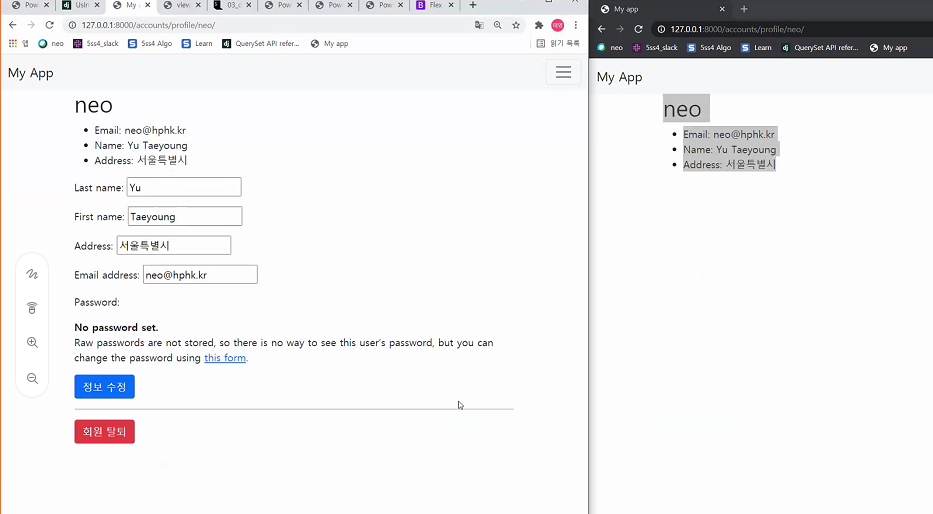 Pow
Usin
My
view
03_c
Pow
Pow
Pow
Flex
127.0.0.1:8000/accounts/profile/neo/
앱
neo
5ss4_slack
5ss4 Algo
Learn
QuerySet API refer...
My app
읽기 목록
My App
neo
Email: neo@hphk.kr
Name: Yu Taeyoung
Address: 서울특별시
Last name: Yu
First name: Taeyoung
Address: 서울특별시
Email address: neo@hphk.kr
Password:
No password set.
Raw passwords are not stored, so there is no way to see this user's password, but you can
change the password using this form.
정보 수정
회원 탈퇴
My app
127.0.0.1:8000/accounts/profile/neo/
neo
5ss4_slack
5ss4 Algo
Learn
QuerySet API refer...
My app
My App
neo
Email: neo@hphk.kr
Name: Yu Taeyoung
Address: 서울특별시